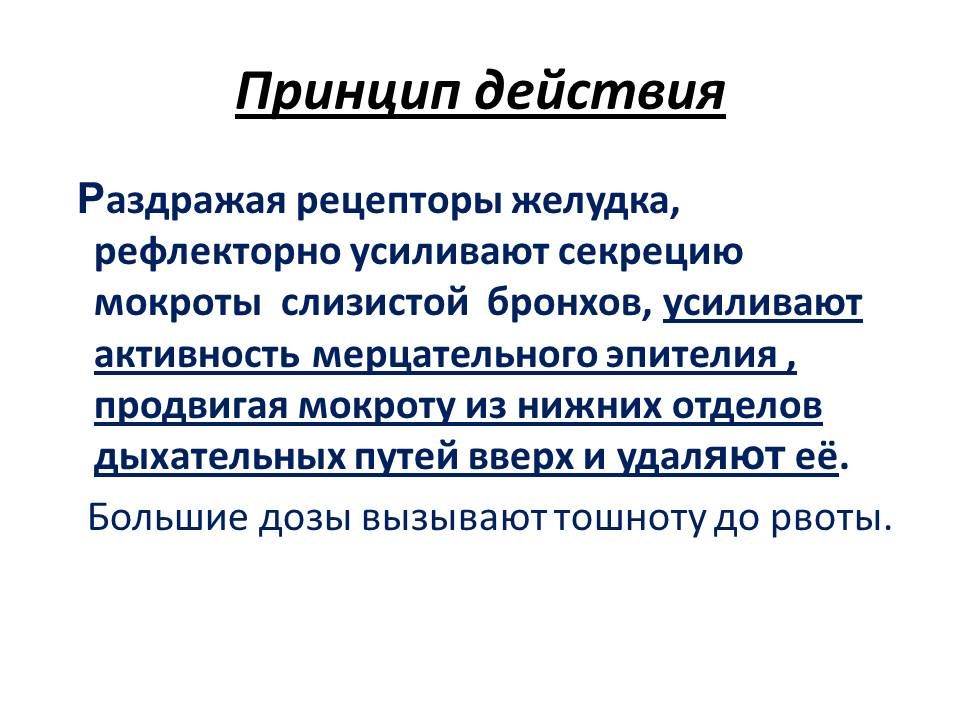 Принцип действия
Раздражая рецепторы желудка,
рефлекторно усиливают секрецию
мокроты слизистой бронхов, усиливают
активность мерцательного эпителия ,
продвигая мокроту из нижних отделов
дыхательных путей вверх и удаляют её.
Большие дозы вызывают тошноту до рвоты.